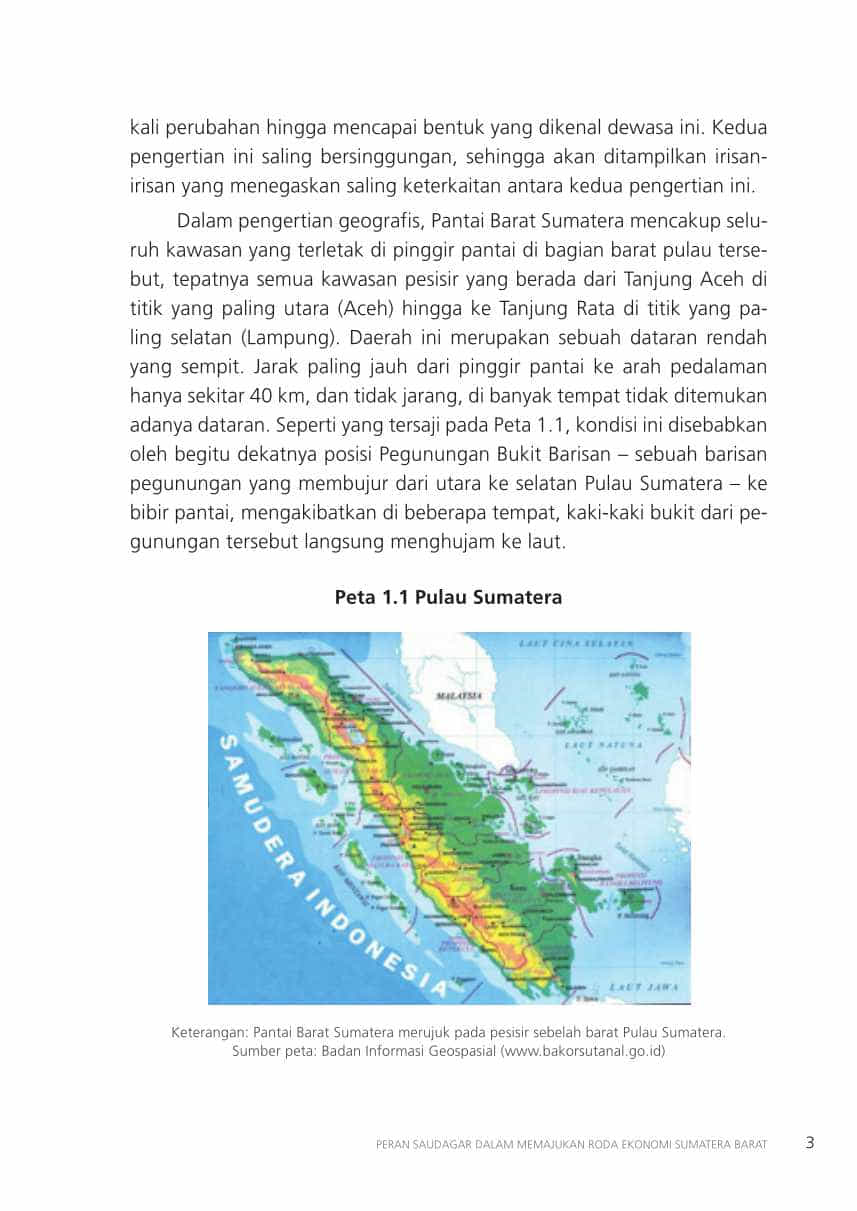 kali perubahan hingga mencapai bentuk yang dikenal dewasa ini. Kedua
pengertian ini saling bersinggungan, sehingga akan ditampilkan irisan-
irisan yang menegaskan saling keterkaitan antara kedua pengertian ini.
Dalam pengertian geografis, Pantai Barat Sumatera mencakup selu-
ruh kawasan yang terletak di pinggir pantai di bagian barat pulau terse-
but, tepatnya semua kawasan pesisir yang berada dari Tanjung Aceh di
titik yang paling utara (Aceh) hingga ke Tanjung Rata di titik yang pa-
ling selatan (Lampung). Daerah ini merupakan sebuah dataran rendah
yang sempit. Jarak paling jauh dari pinggir pantai ke arah pedalaman
hanya sekitar 40 km, dan tidak jarang, di banyak tempat tidak ditemukan
adanya dataran. Seperti yang tersaji pada Peta 1.1, kondisi ini disebabkan
oleh begitu dekatnya posisi Pegunungan Bukit Barisan – sebuah barisan
pegunungan yang membujur dari utara ke selatan Pulau Sumatera – ke
bibir pantai, mengakibatkan di beberapa tempat, kaki-kaki bukit dari pe-
gunungan tersebut langsung menghujam ke laut.
Peta 1.1 Pulau Sumatera
LAUT CINA SELATAN
MALAYSIA
LAUT NATUNA
SAMUDERA INDONESIA
Bangka
LAUT JAWA
Keterangan: Pantai Barat Sumatera merujuk pada pesisir sebelah barat Pulau Sumatera.
Sumber peta: Badan Informasi Geospasial (www.bakorsutanal.go.id)
PERAN SAUDAGAR DALAM MEMAJUKAN RODA EKONOMI SUMATERA BARAT 3